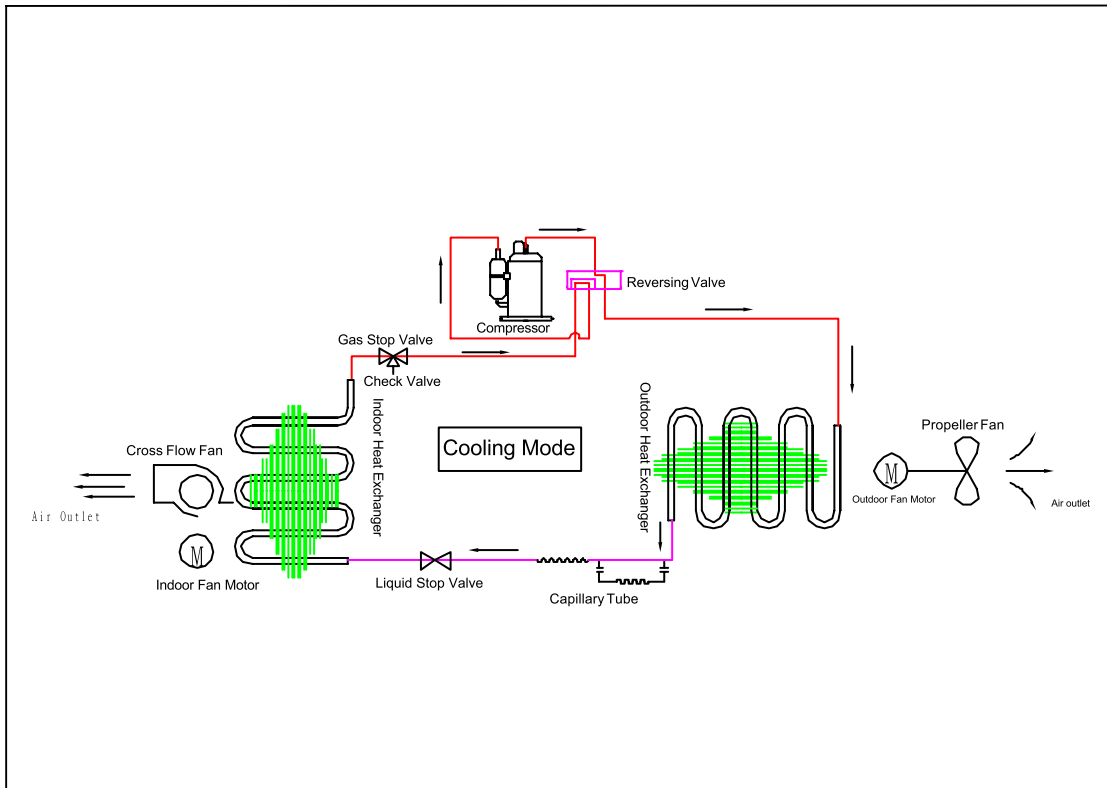 Reversing Valve
Compressor
Gas Stop Valve
Check Valve
Indoor Heat Exchanger
Outdoor Heat Exchanger
Cooling Mode
Propeller Fan
Cross Flow Fan
M
Outdoor Fan Motor
Air outlet
Air Outlet
M
Indoor Fan Motor
Liquid Stop Valve
Capillary Tube